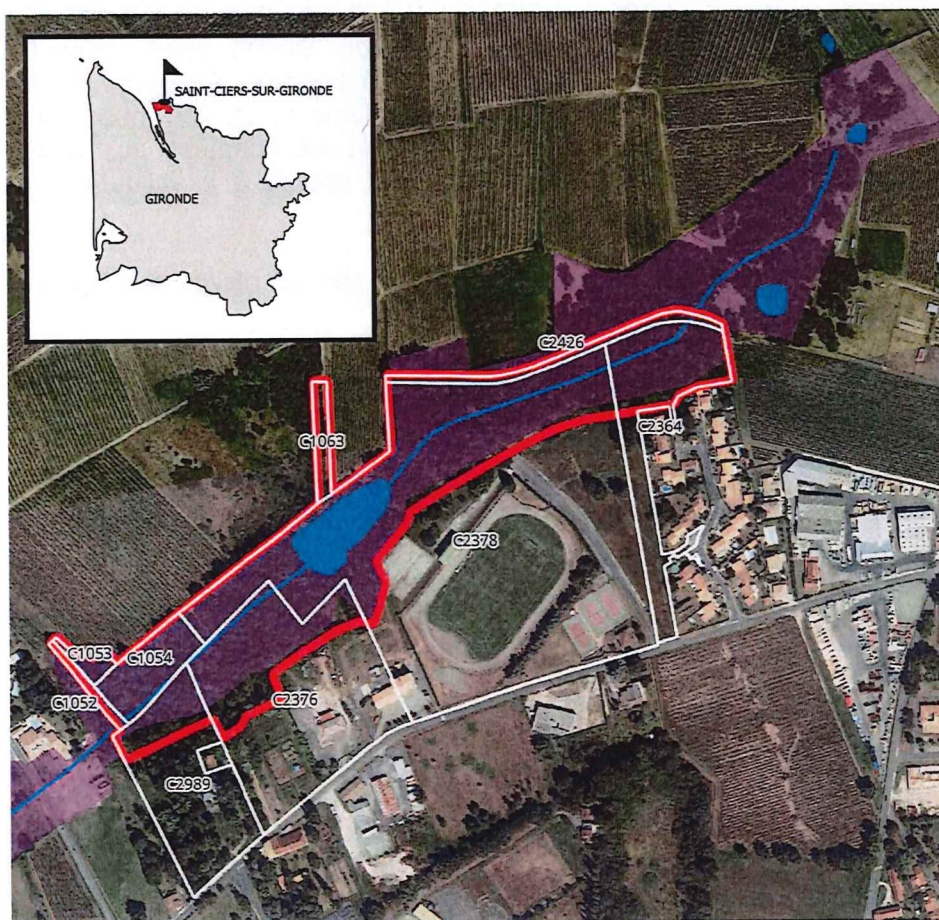 SAINT-CIERS-SUR-GIRONDE
GIRONDE
C2426
C1063
C2364
C2378
C1053
C1054
C1052
C2376
C2989